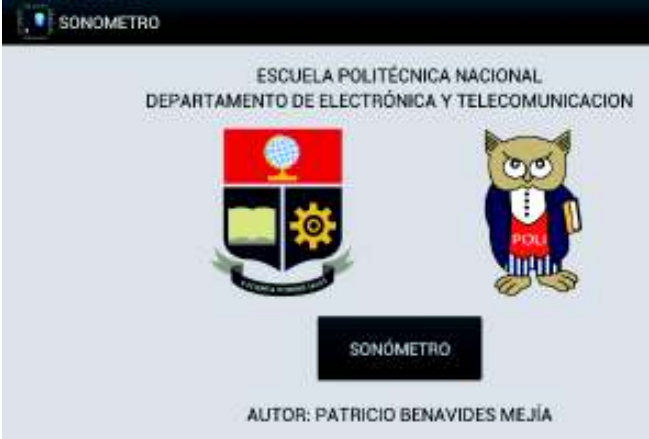 SONOMETRO
ESCUELA POLITÉCNICA NACIONAL
DEPARTAMENTO DE ELECTRÓNICA Y TELECOMUNICACION
POLI
SONÓMETRO
AUTOR: PATRICIO BENAVIDES MEJÍA